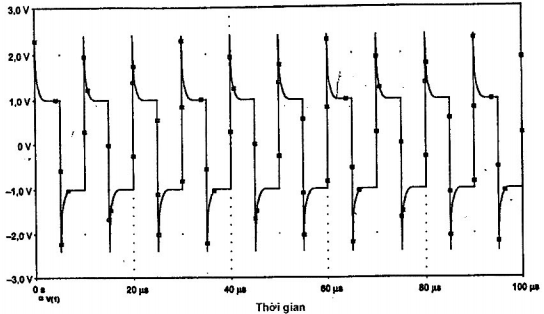 3,0 V
2,0 V
1,0 V
0 V
–1,0 V
–2,0 V
–3,0 V
0 s 20 µs 40 µs 60 µs 80 µs 100 µs
V(1)
Thời gian